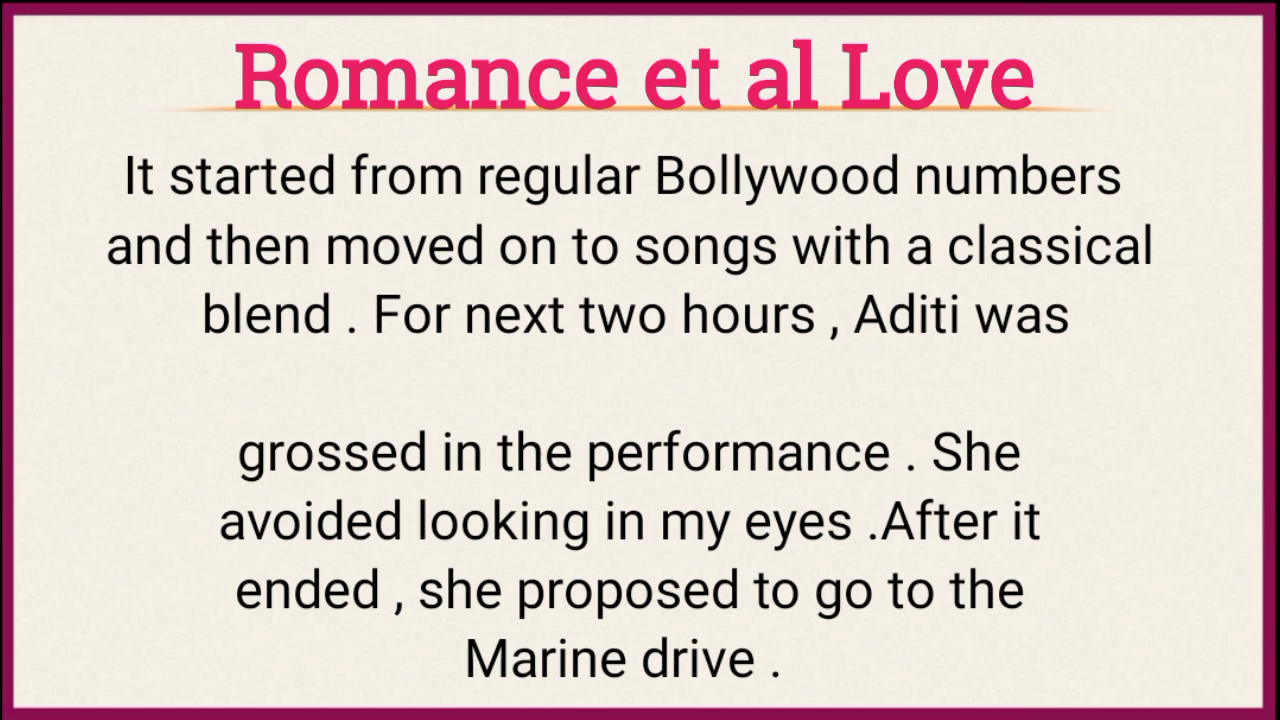 Romance et al Love
It started from regular Bollywood numbers
and then moved on to songs with a classical
blend . For next two hours , Aditi was
grossed in the performance . She
avoided looking in my eyes .After it
ended , she proposed to go to the
Marine drive .